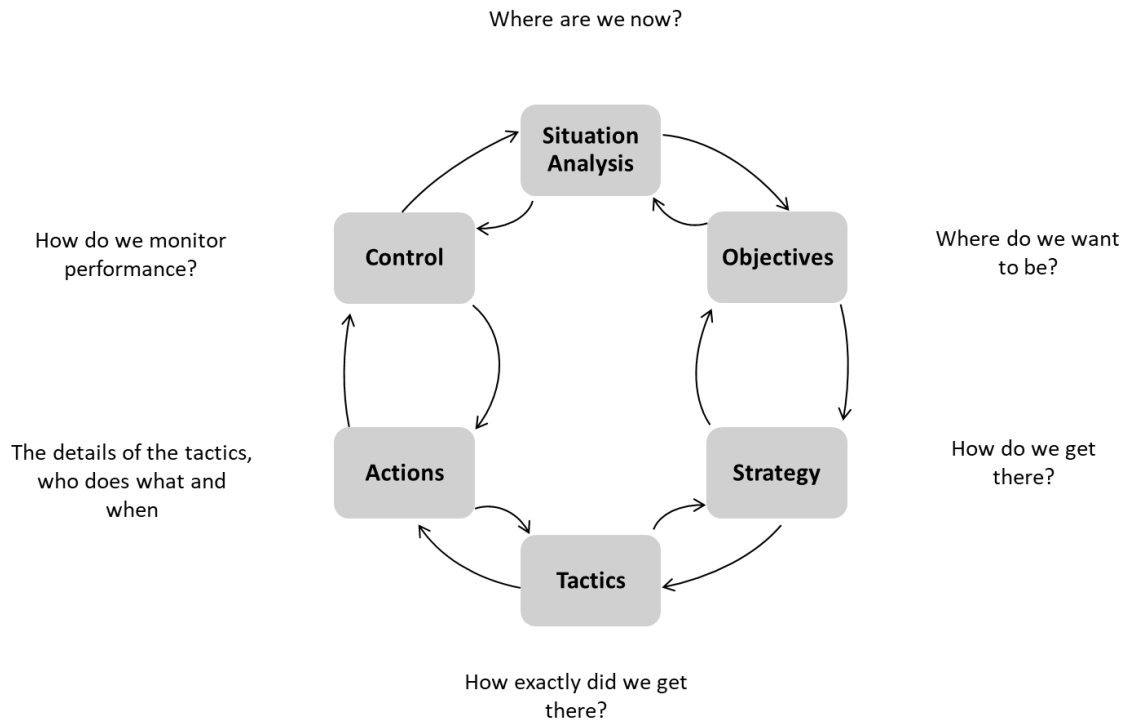 Where are we now?
Situation
Analysis
Control
Objectives
How do we monitor
performance?
Where do we want
to be?
Actions
Strategy
The details of the tactics,
who does what and
when
How do we get
there?
Tactics
How exactly did we get
there?